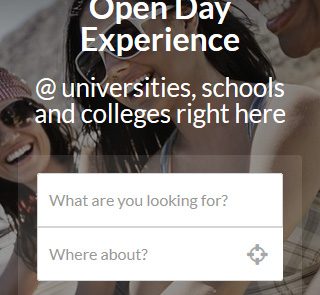 Open Day
Experience
@ universities, schools
and colleges right here
What are you looking for?
Where about?